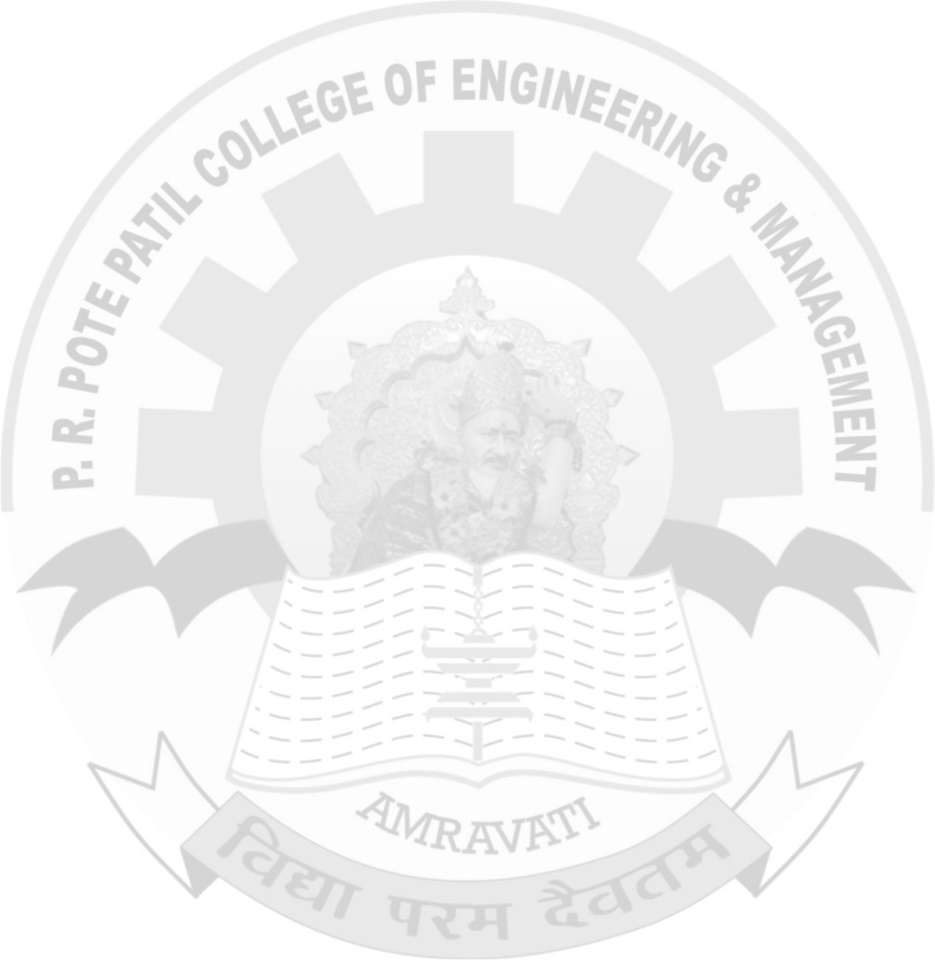 P. R. POTE PATIL COLLEGE OF ENGINEERING & MANAGEMENT
AMRAVATI
विद्या परम दैवतम